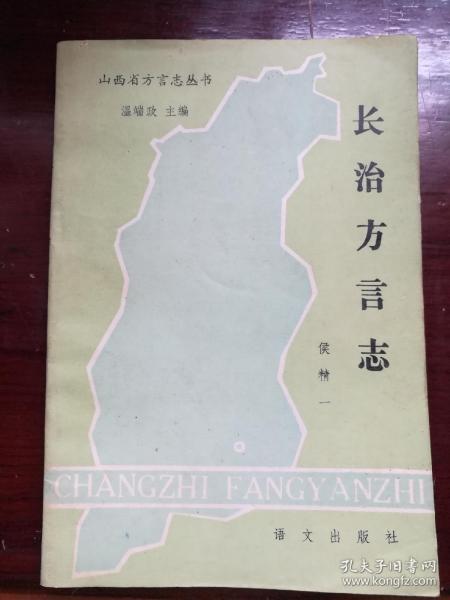 山西省方言志丛书
温端政 主编
长治方言志
侯精一
CHANGZHI FANGYANZHI
语文出版社
孔夫子旧书网
www.kongfz.com